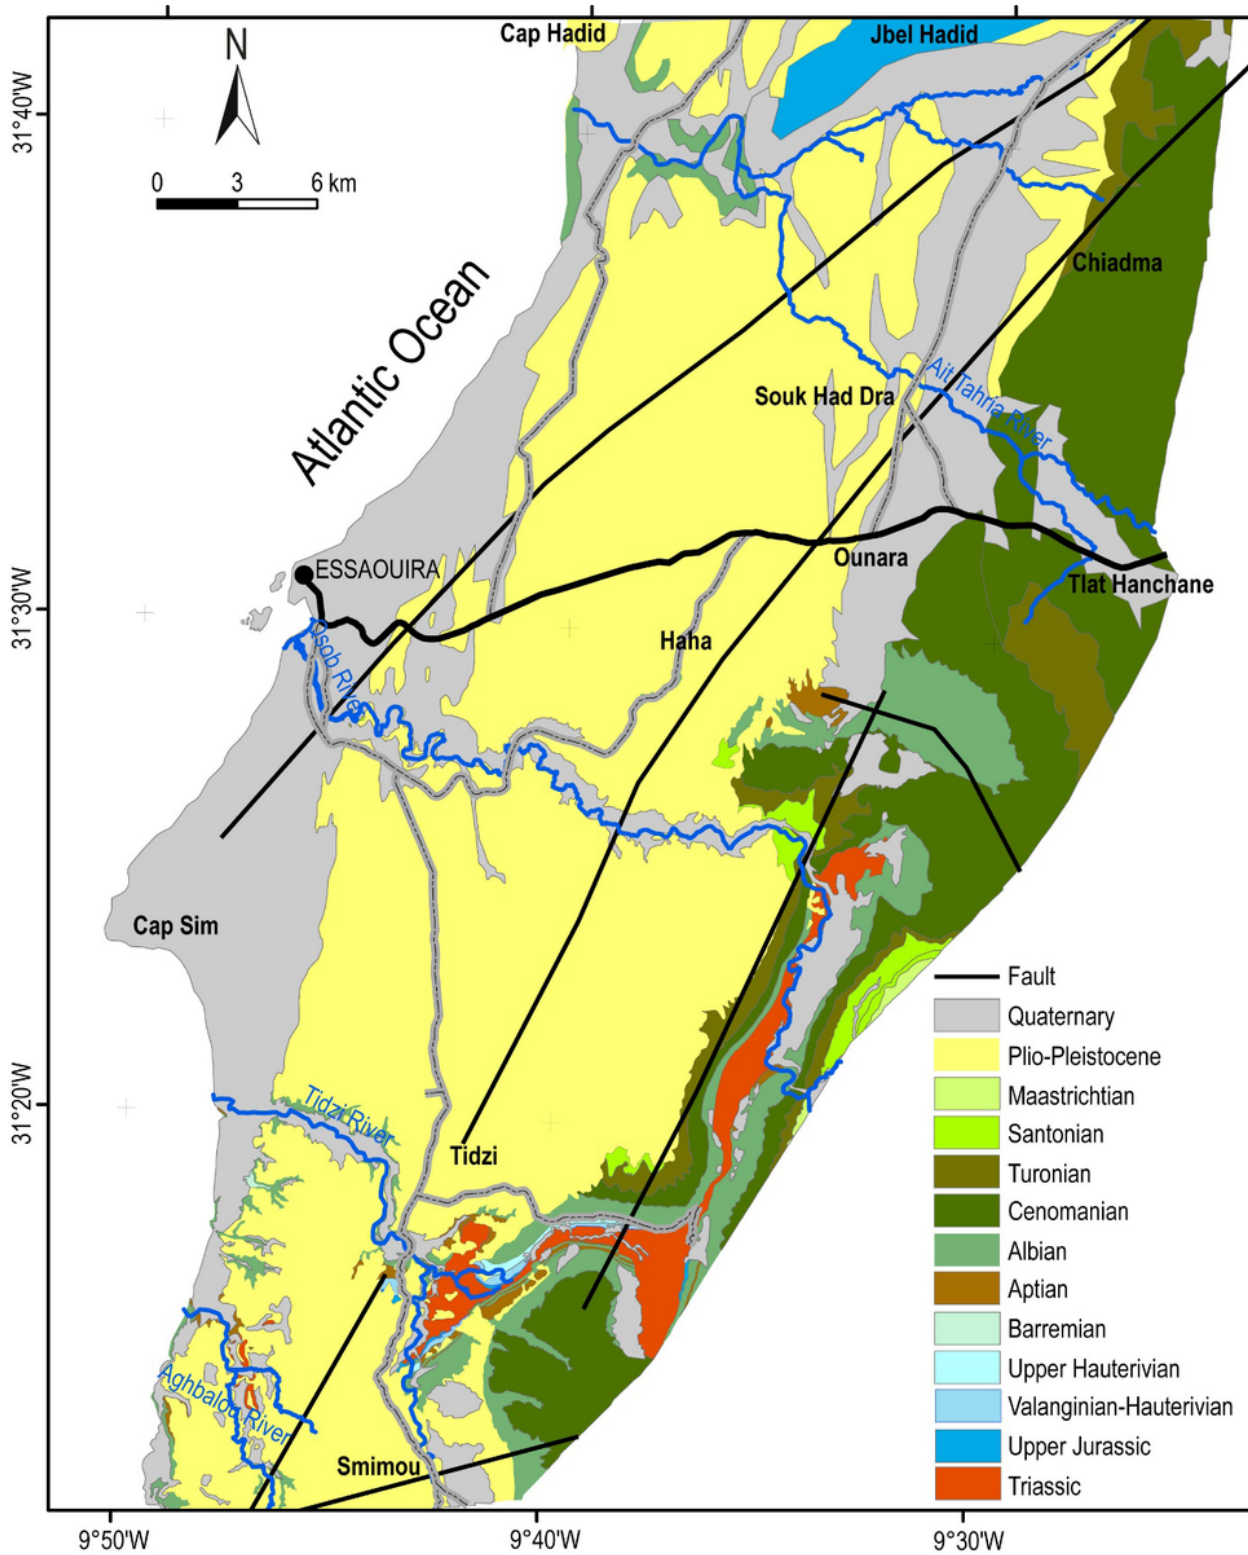 Cap Hadid
Jbel Hadid
N
31°40'W
0 3 6 km
Atlantic Ocean
Chiadma
Souk Had Dra
Ait Tahria River
ESSAOUIRA
Ounara
Tlat Hanchane
31°30'W
Haha
Qsob River
Cap Sim
Fault
Quaternary
Plio-Pleistocene
Maastrichtian
Santonian
Turonian
Cenomanian
Albian
Aptian
Barremian
Upper Hauterivian
Valanginian-Hauterivian
Upper Jurassic
Triassic
31°20'W
Tidzi River
Tidzi
Aghbalou River
Smimou
9°50'W
9°40'W
9°30'W